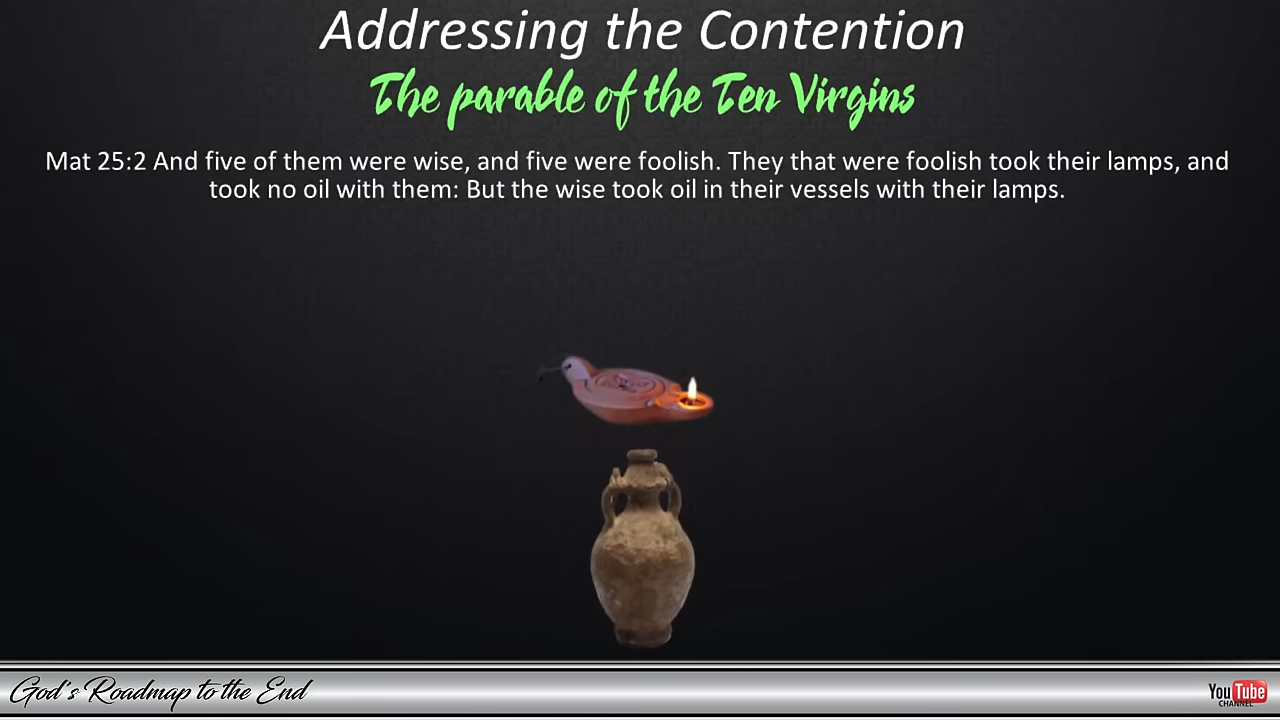 Addressing the Contention
The parable of the Ten Virgins
Mat 25:2 And five of them were wise, and five were foolish. They that were foolish took their lamps, and
took no oil with them: But the wise took oil in their vessels with their lamps.
God's Roadmap to the End
YouTube
CHANNEL